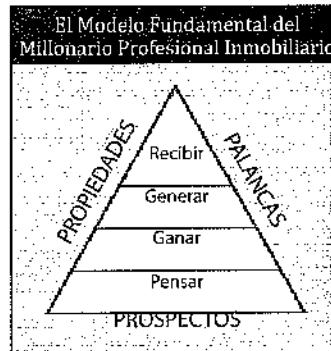 El Modelo Fundamental del
Millonario Profesional Inmobiliario
PROPIEDADES
PALANCAS
Recibir
Generar
Ganar
Pensar
PROSPECTOS